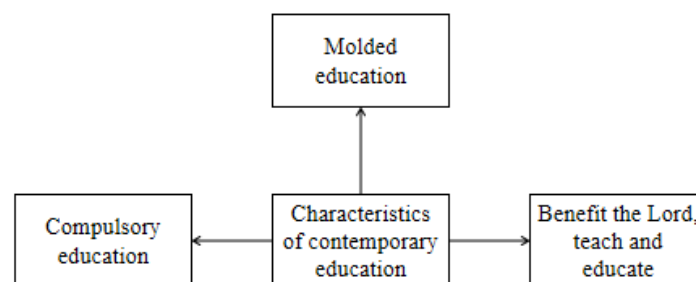 Molded
education
Compulsory
education
Characteristics
of contemporary
education
Benefit the Lord,
teach and
educate